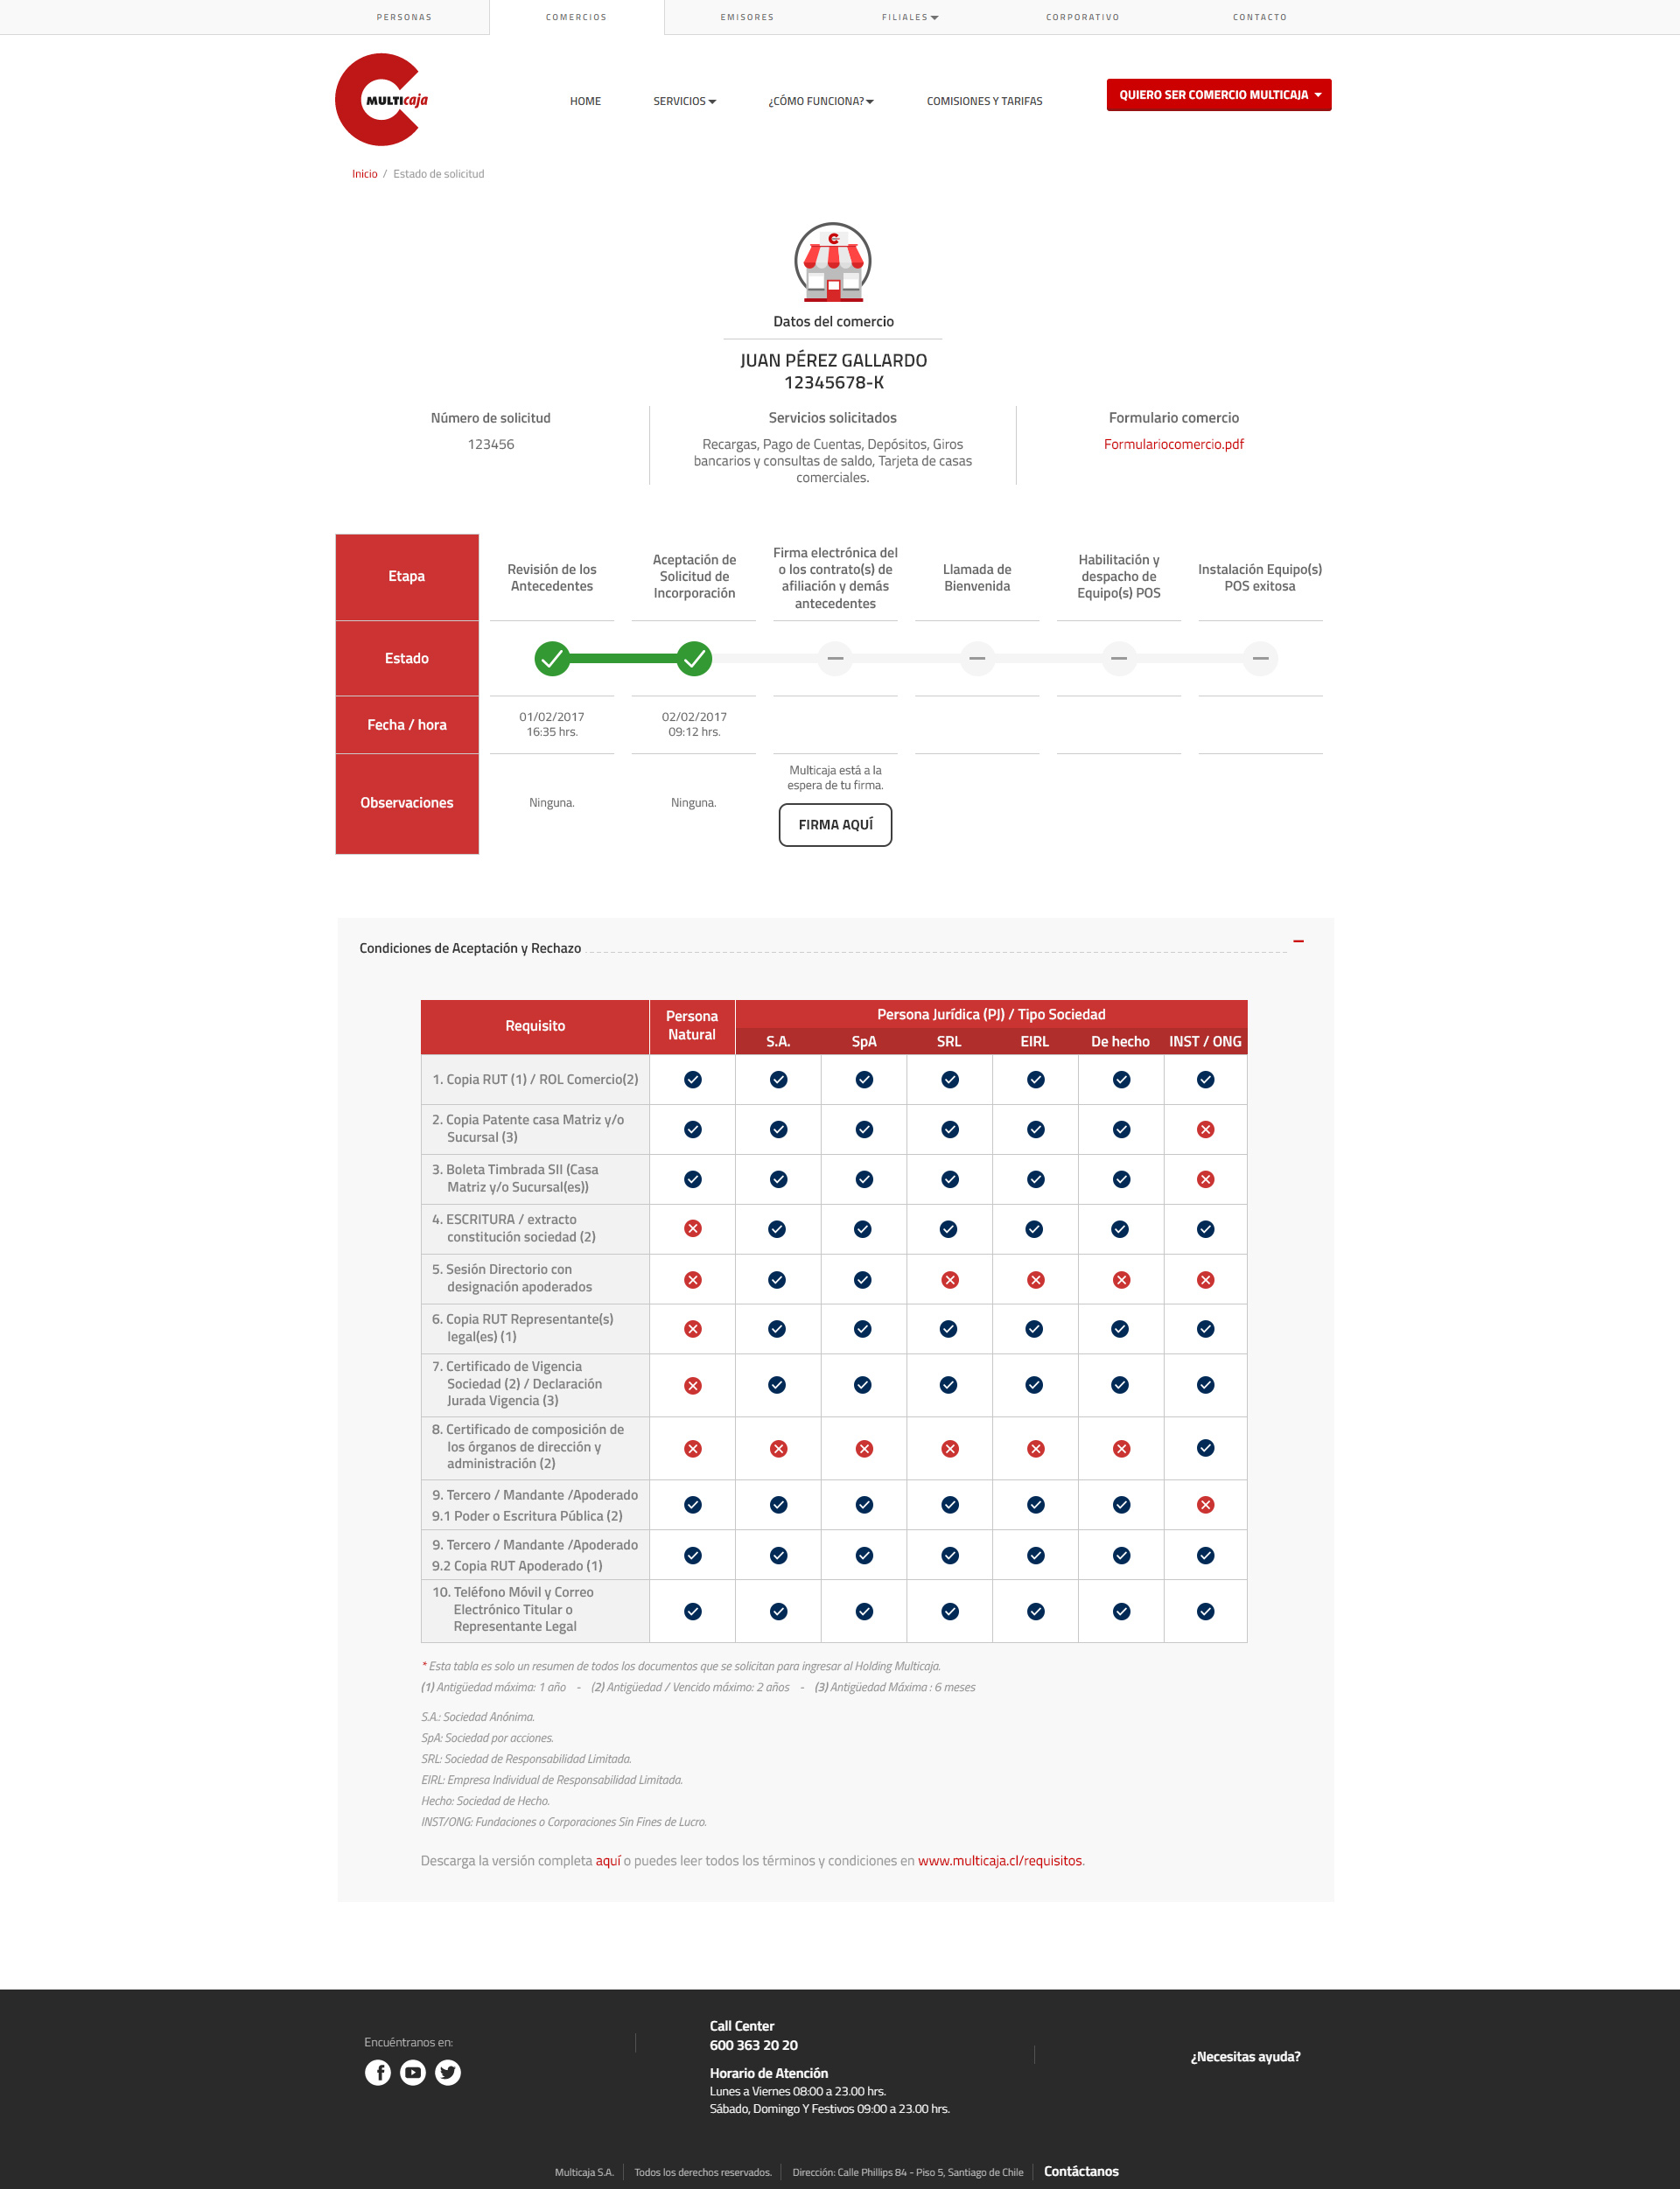 PERSONAS
COMERCIOS
EMISORES
FILIALES
CORPORATIVO
CONTACTO
MULTIcaja
HOME
SERVICIOS
¿CÓMO FUNCIONA?
COMISIONES Y TARIFAS
QUIERO SER COMERCIO MULTICAJA
Inicio / Estado de solicitud
Datos del comercio
JUAN PÉREZ GALLARDO
12345678-K
Número de solicitud
123456
Servicios solicitados
Recargas, Pago de Cuentas, Depósitos, Giros
bancarios y consultas de saldo, Tarjeta de casas
comerciales.
Formulario comercio
Formulariocomercio.pdf
Etapa
Revisión de los
Antecedentes
Aceptación de
Solicitud de
Incorporación
Firma electrónica del
o los contrato(s) de
afiliación y demás
antecedentes
Llamada de
Bienvenida
Habilitación y
despacho de
Equipo(s) POS
Instalación Equipo(s)
POS exitosa
Estado
Fecha / hora
01/02/2017
16:35 hrs.
02/02/2017
09:12 hrs.
Observaciones
Ninguna.
Ninguna.
Multicaja está a la
espera de tu firma.
FIRMA AQUÍ
Condiciones de Aceptación y Rechazo
Requisito
Persona
Natural
Persona Jurídica (PJ) / Tipo Sociedad
S.A.
SpA
SRL
EIRL
De hecho
INST / ONG
1. Copia RUT (1) / ROL Comercio(2)
2. Copia Patente casa Matriz y/o
Sucursal (3)
3. Boleta Timbrada SII (Casa
Matriz y/o Sucursal(es))
4. ESCRITURA / extracto
constitución sociedad (2)
5. Sesión Directorio con
designación apoderados
6. Copia RUT Representante(s)
legal(es) (1)
7. Certificado de Vigencia
Sociedad (2) / Declaración
Jurada Vigencia (3)
8. Certificado de composición de
los órganos de dirección y
administración (2)
9. Tercero / Mandante /Apoderado
9.1 Poder o Escritura Pública (2)
9. Tercero / Mandante /Apoderado
9.2 Copia RUT Apoderado (1)
10. Teléfono Móvil y Correo
Electrónico Titular o
Representante Legal
* Esta tabla es solo un resumen de todos los documentos que se solicitan para ingresar al Holding Multicaja.
(1) Antigüedad máxima: 1 año - (2) Antigüedad / Vencido máximo: 2 años - (3) Antigüedad Máxima : 6 meses
S.A.: Sociedad Anónima.
SpA: Sociedad por acciones.
SRL: Sociedad de Responsabilidad Limitada.
EIRL: Empresa Individual de Responsabilidad Limitada.
Hecho: Sociedad de Hecho.
INST/ONG: Fundaciones o Corporaciones Sin Fines de Lucro.
Descarga la versión completa aquí o puedes leer todos los términos y condiciones en www.multicaja.cl/requisitos.
Encuéntranos en:
Call Center
600 363 20 20
Horario de Atención
Lunes a Viernes 08:00 a 23.00 hrs.
Sábado, Domingo Y Festivos 09:00 a 23.00 hrs.
¿Necesitas ayuda?
Multicaja S.A.
Todos los derechos reservados.
Dirección: Calle Phillips 84 - Piso 5, Santiago de Chile
Contáctanos